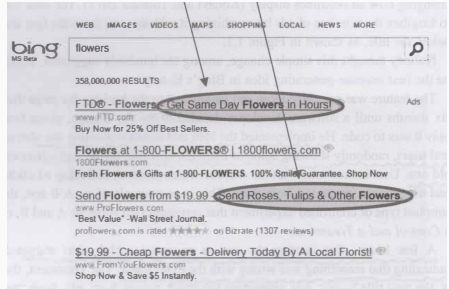 WEB IMAGES VIDEOS MAPS SHOPPING LOCAL NEWS MORE
bing
MS Beta
flowers
358,000,000 RESULTS
FTD® - Flowers - Get Same Day Flowers in Hours!
Ads
www.FTD.com
Buy Now for 25% Off Best Sellers.
Flowers at 1-800-FLOWERS® | 1800flowers.com
1800Flowers.com
Fresh Flowers & Gifts at 1-800-FLOWERS. 100% Smile Guarantee. Shop Now
Send Flowers from $19.99 - Send Roses, Tulips & Other Flowers
www.ProFlowers.com
"Best Value" -Wall Street Journal.
proflowers.com is rated ★★★★★ on Bizrate (1307 reviews)
$19.99 - Cheap Flowers - Delivery Today By A Local Florist!
www.FromYouFlowers.com
Shop Now & Save $5 Instantly.